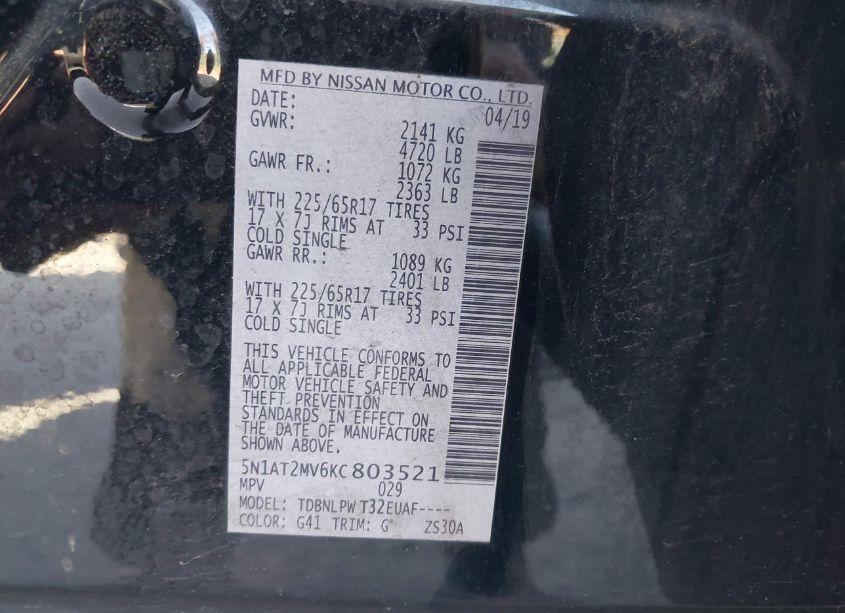 MFD BY NISSAN MOTOR CO., LTD.
DATE: 04/19
GVWR: 2141 KG
4720 LB
GAWR FR.: 1072 KG
2363 LB
WITH 225/65R17 TIRES
17 X 7J RIMS AT 33 PSI
COLD SINGLE
GAWR RR.: 1089 KG
2401 LB
WITH 225/65R17 TIRES
17 X 7J RIMS AT 33 PSI
COLD SINGLE
THIS VEHICLE CONFORMS TO
ALL APPLICABLE FEDERAL
MOTOR VEHICLE SAFETY AND
THEFT PREVENTION
STANDARDS IN EFFECT ON
THE DATE OF MANUFACTURE
SHOWN ABOVE.
5N1AT2MV6KC803521
MPV 029
MODEL: TDBNLPW T32EUAF----
COLOR: G41 TRIM: G ZS30A